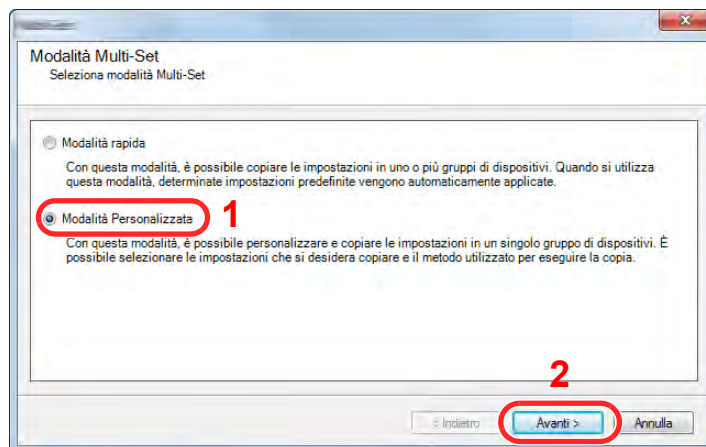 Modalità Multi-Set
Seleziona modalità Multi-Set
Modalità rapida
Con questa modalità, è possibile copiare le impostazioni in uno o più gruppi di dispositivi. Quando si utilizza
questa modalità, determinate impostazioni predefinite vengono automaticamente applicate.
Modalità Personalizzata 1
Con questa modalità, è possibile personalizzare e copiare le impostazioni in un singolo gruppo di dispositivi. È
possibile selezionare le impostazioni che si desidera copiare e il metodo utilizzato per eseguire la copia.
2
< Indietro Avanti > Annulla